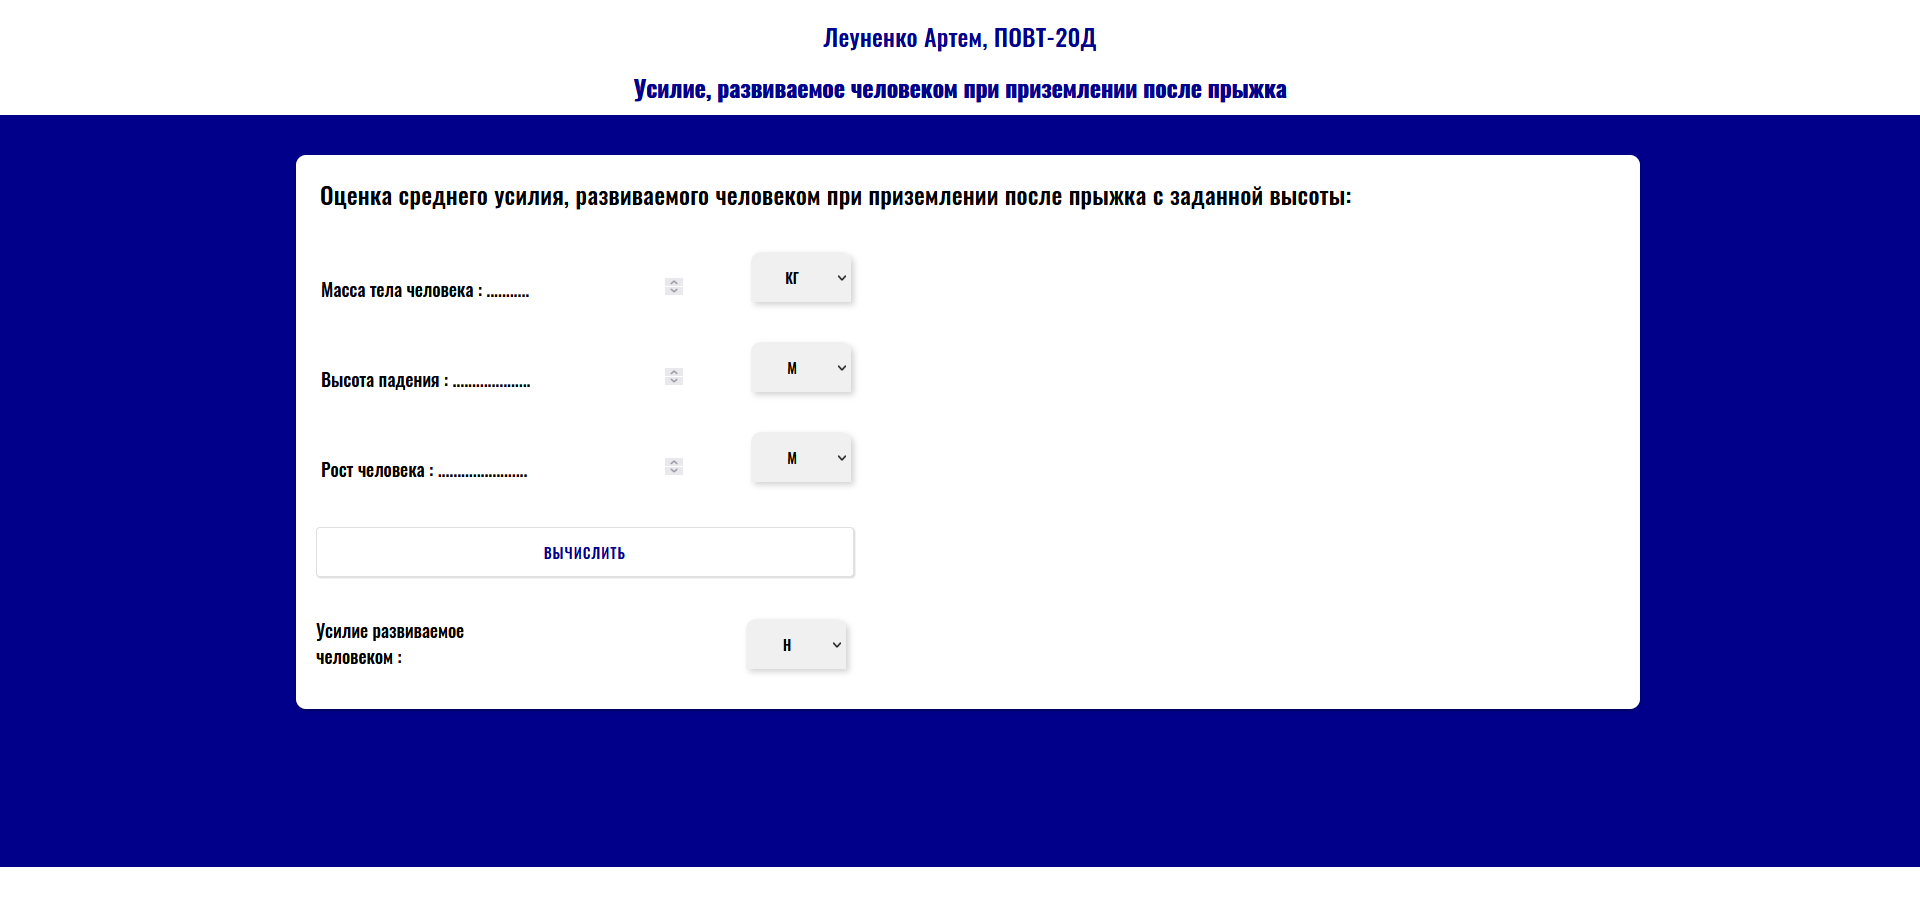 Леуненко Артем, ПОВТ-20Д
Усилие, развиваемое человеком при приземлении после прыжка
Оценка среднего усилия, развиваемого человеком при приземлении после прыжка с заданной высоты:
Масса тела человека : ........... КГ
Высота падения : .................... М
Рост человека : ....................... М
ВЫЧИСЛИТЬ
Усилие развиваемое
человеком : Н